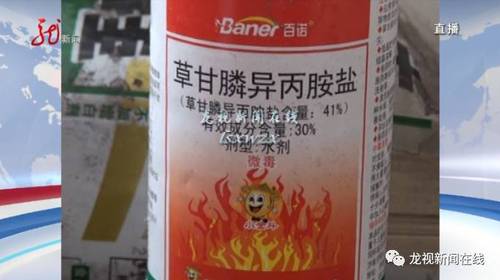 直播
Baner 百诺
草甘膦异丙胺盐
(草甘膦异丙胺盐含量：41%)
龙视新闻在线
有效成分含量:30%
lsxwzx
剂型:水剂
微毒
龙视新闻在线